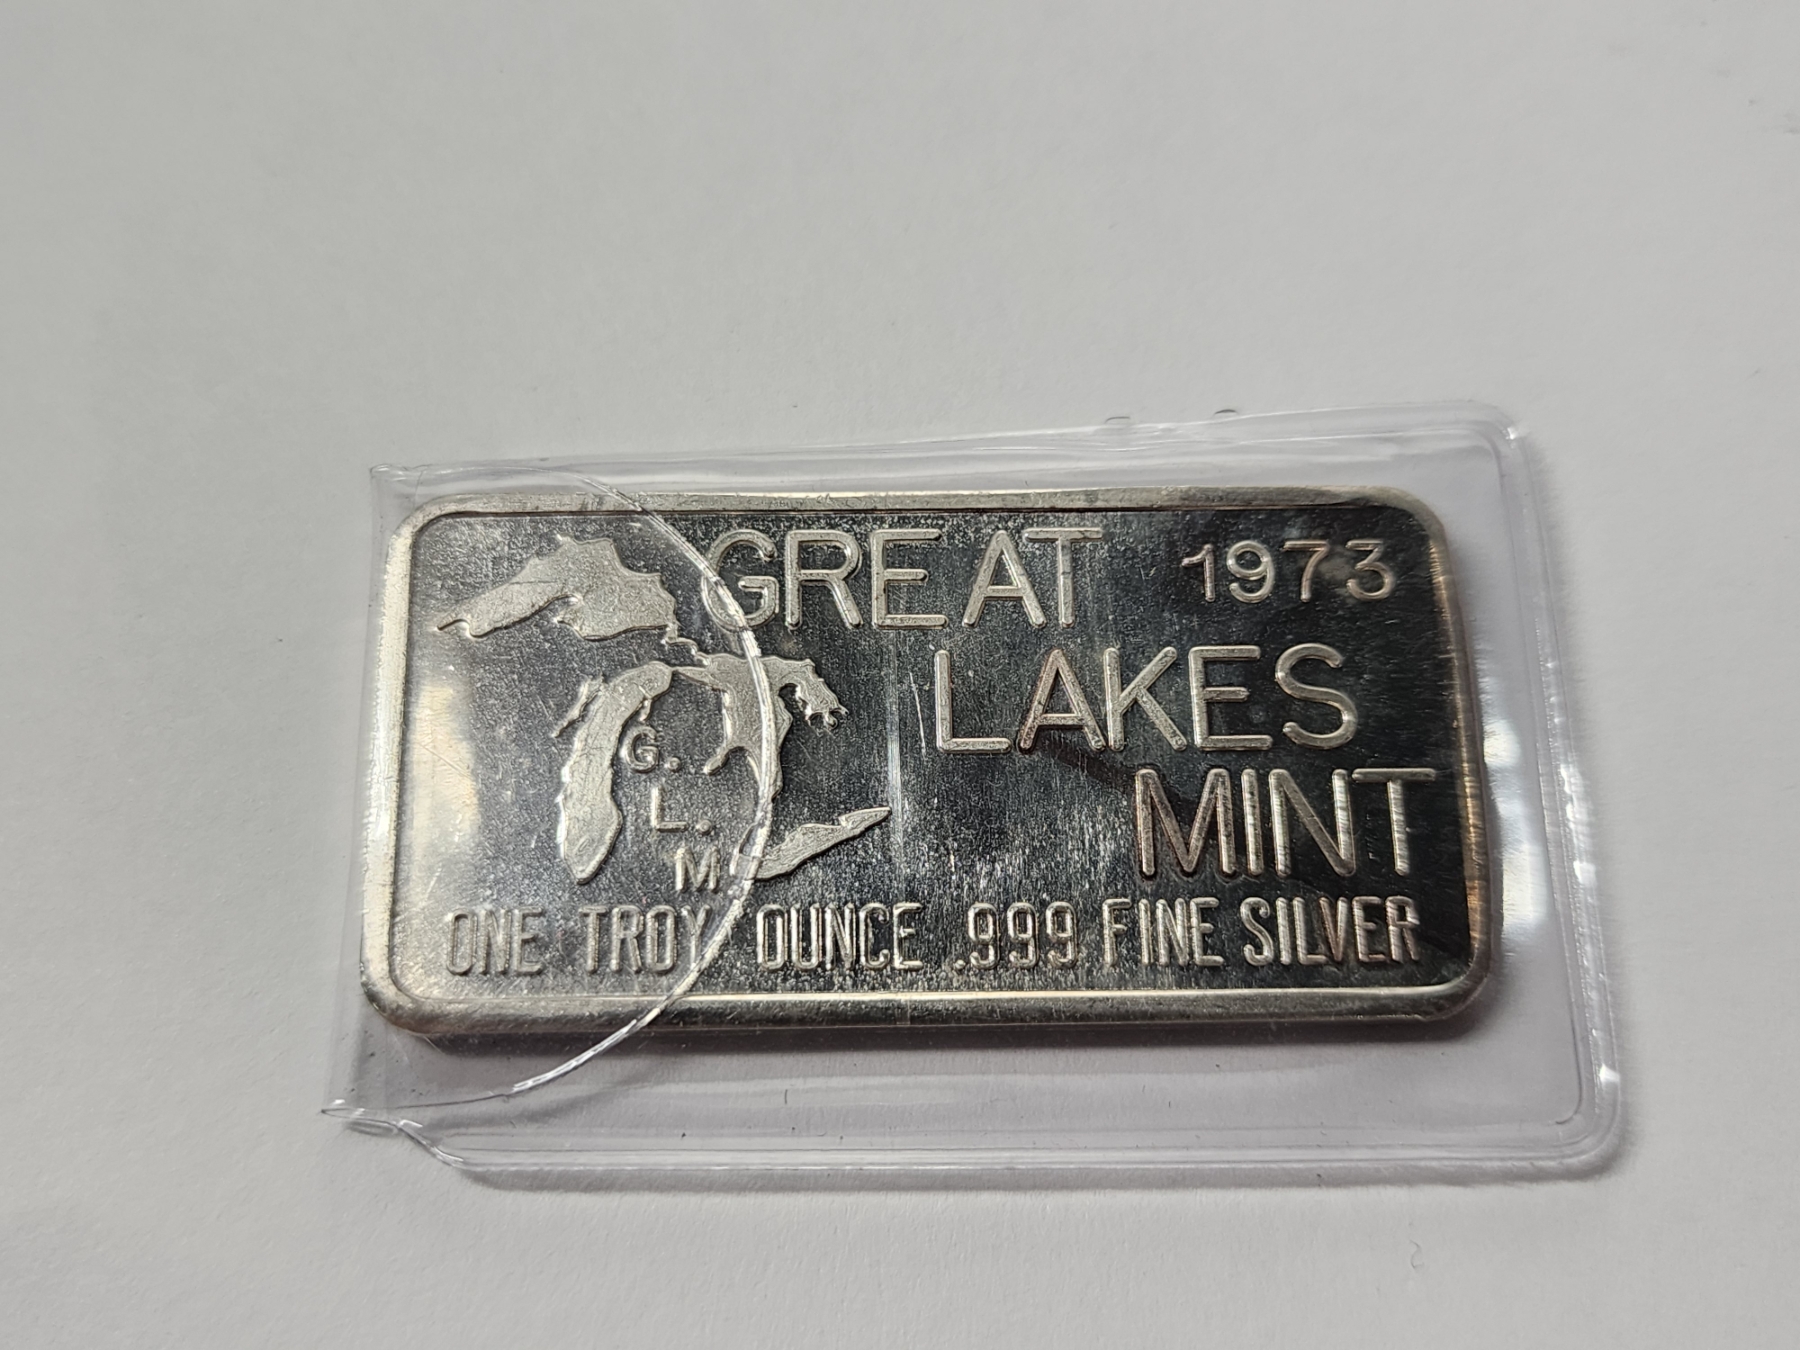 GREAT 1973
LAKES
MINT
G.
L.
M
ONE TROY OUNCE .999 FINE SILVER